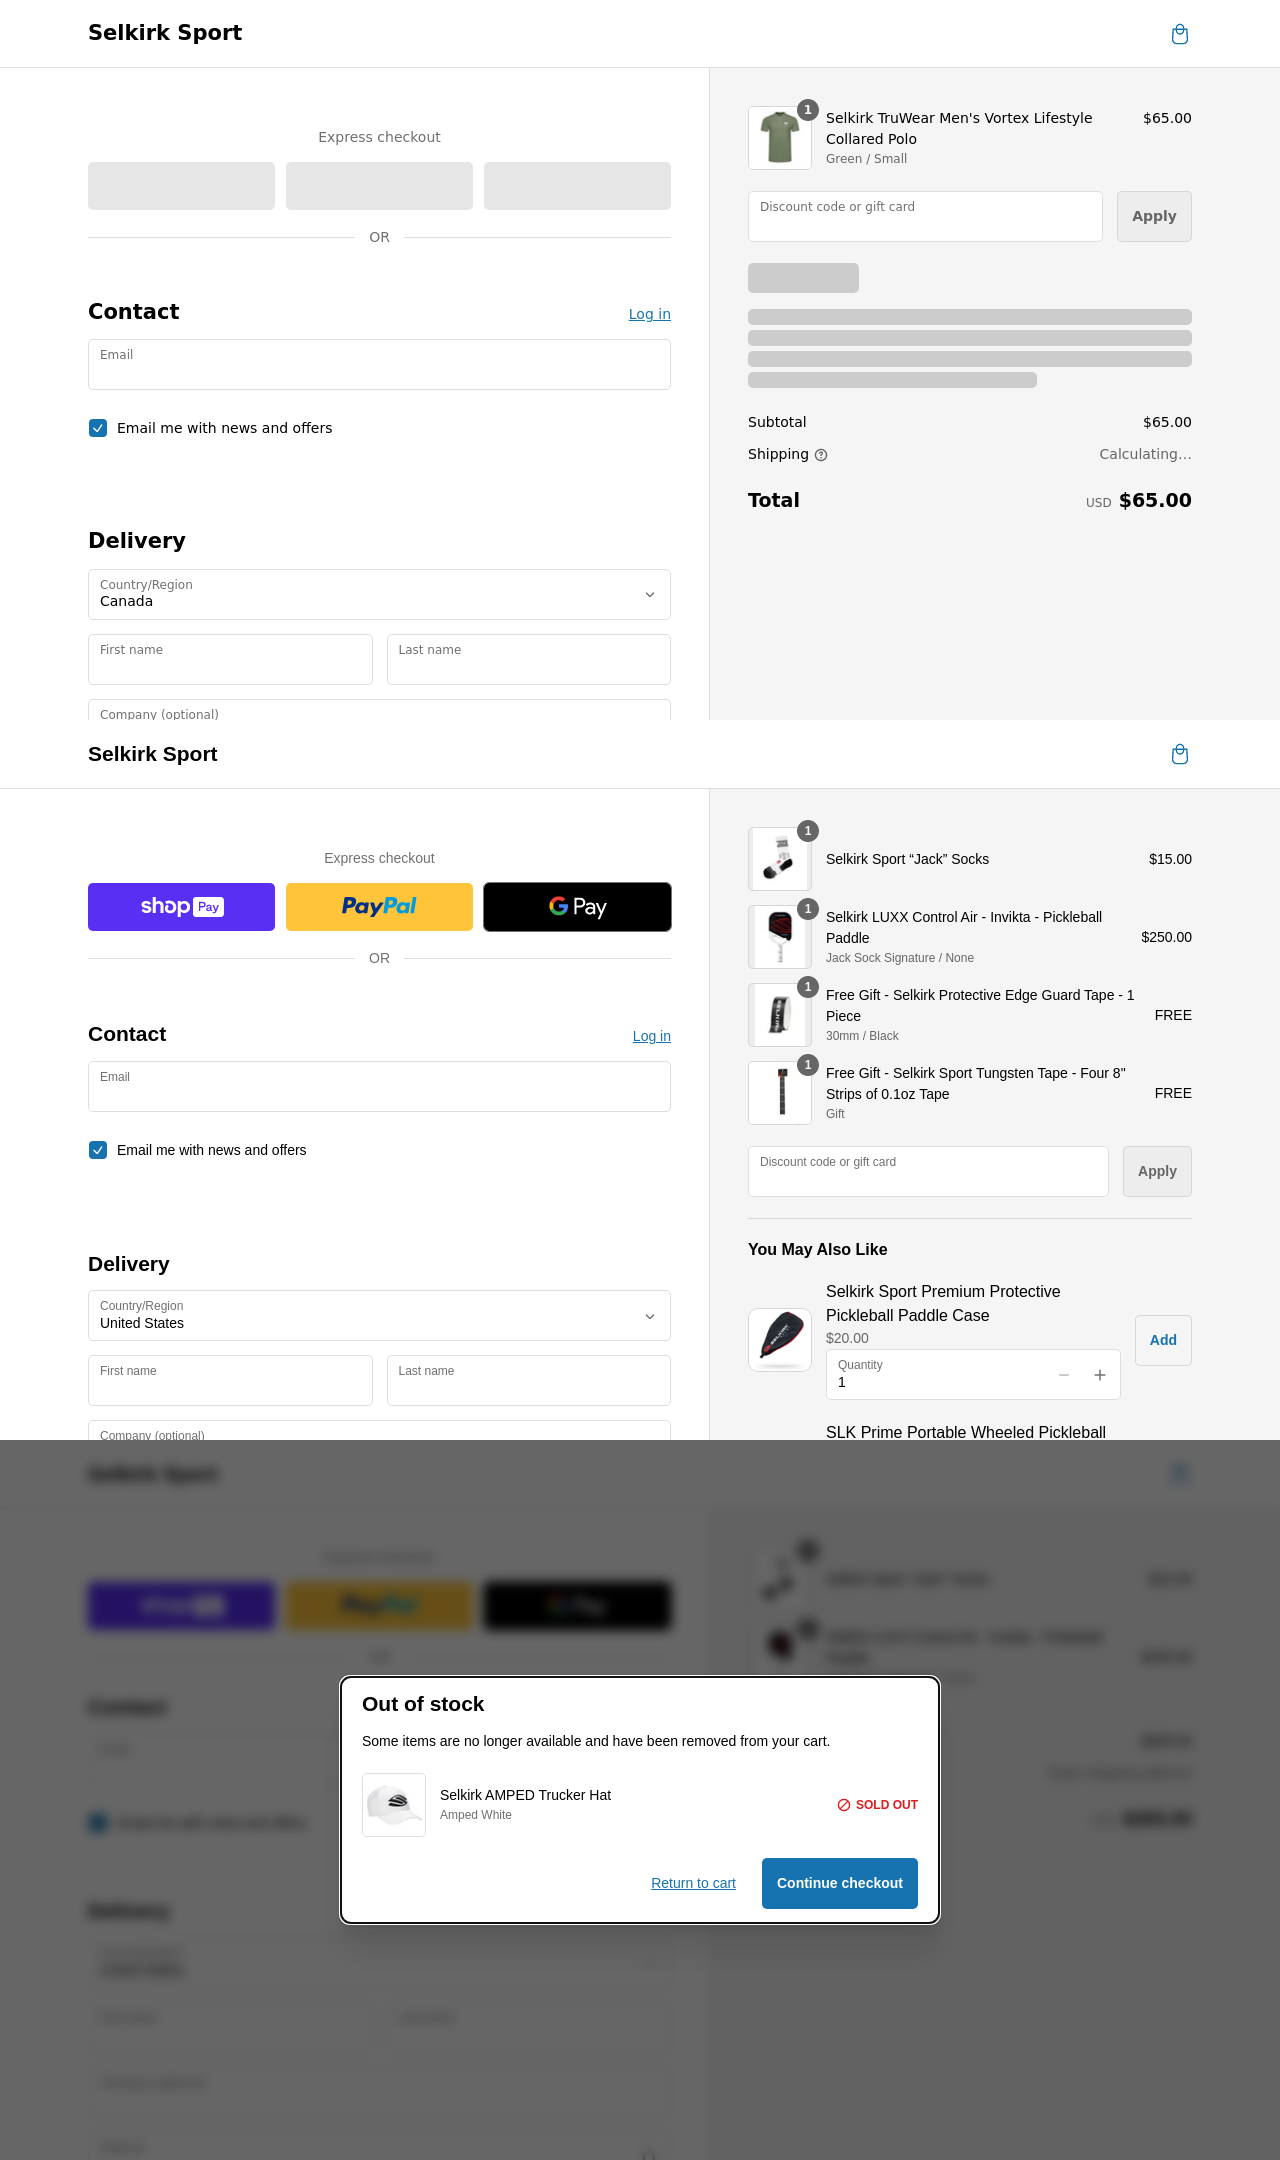 Selkirk Sport
Express checkout
OR
Contact
Log in
Email
Email me with news and offers
Delivery
Country/Region
Canada
First name
Last name
Company (optional)
1
Selkirk TruWear Men's Vortex Lifestyle
Collared Polo
Green / Small
$65.00
Discount code or gift card
Apply
Subtotal
$65.00
Shipping
Calculating...
Total
USD $65.00
Selkirk Sport
Express checkout
shop Pay
PayPal
G Pay
OR
Contact
Log in
Email
Email me with news and offers
Delivery
Country/Region
United States
First name
Last name
Company (optional)
1
Selkirk Sport “Jack” Socks
$15.00
1
Selkirk LUXX Control Air - Invikta - Pickleball
Paddle
Jack Sock Signature / None
$250.00
1
Free Gift - Selkirk Protective Edge Guard Tape - 1
Piece
30mm / Black
FREE
1
Free Gift - Selkirk Sport Tungsten Tape - Four 8"
Strips of 0.1oz Tape
Gift
FREE
Discount code or gift card
Apply
You May Also Like
Selkirk Sport Premium Protective
Pickleball Paddle Case
$20.00
Quantity
1
Add
SLK Prime Portable Wheeled Pickleball
Selkirk Sport
shop Pay
PayPal
G Pay
Contact
Delivery
Out of stock
Some items are no longer available and have been removed from your cart.
Selkirk AMPED Trucker Hat
Amped White
SOLD OUT
Return to cart
Continue checkout